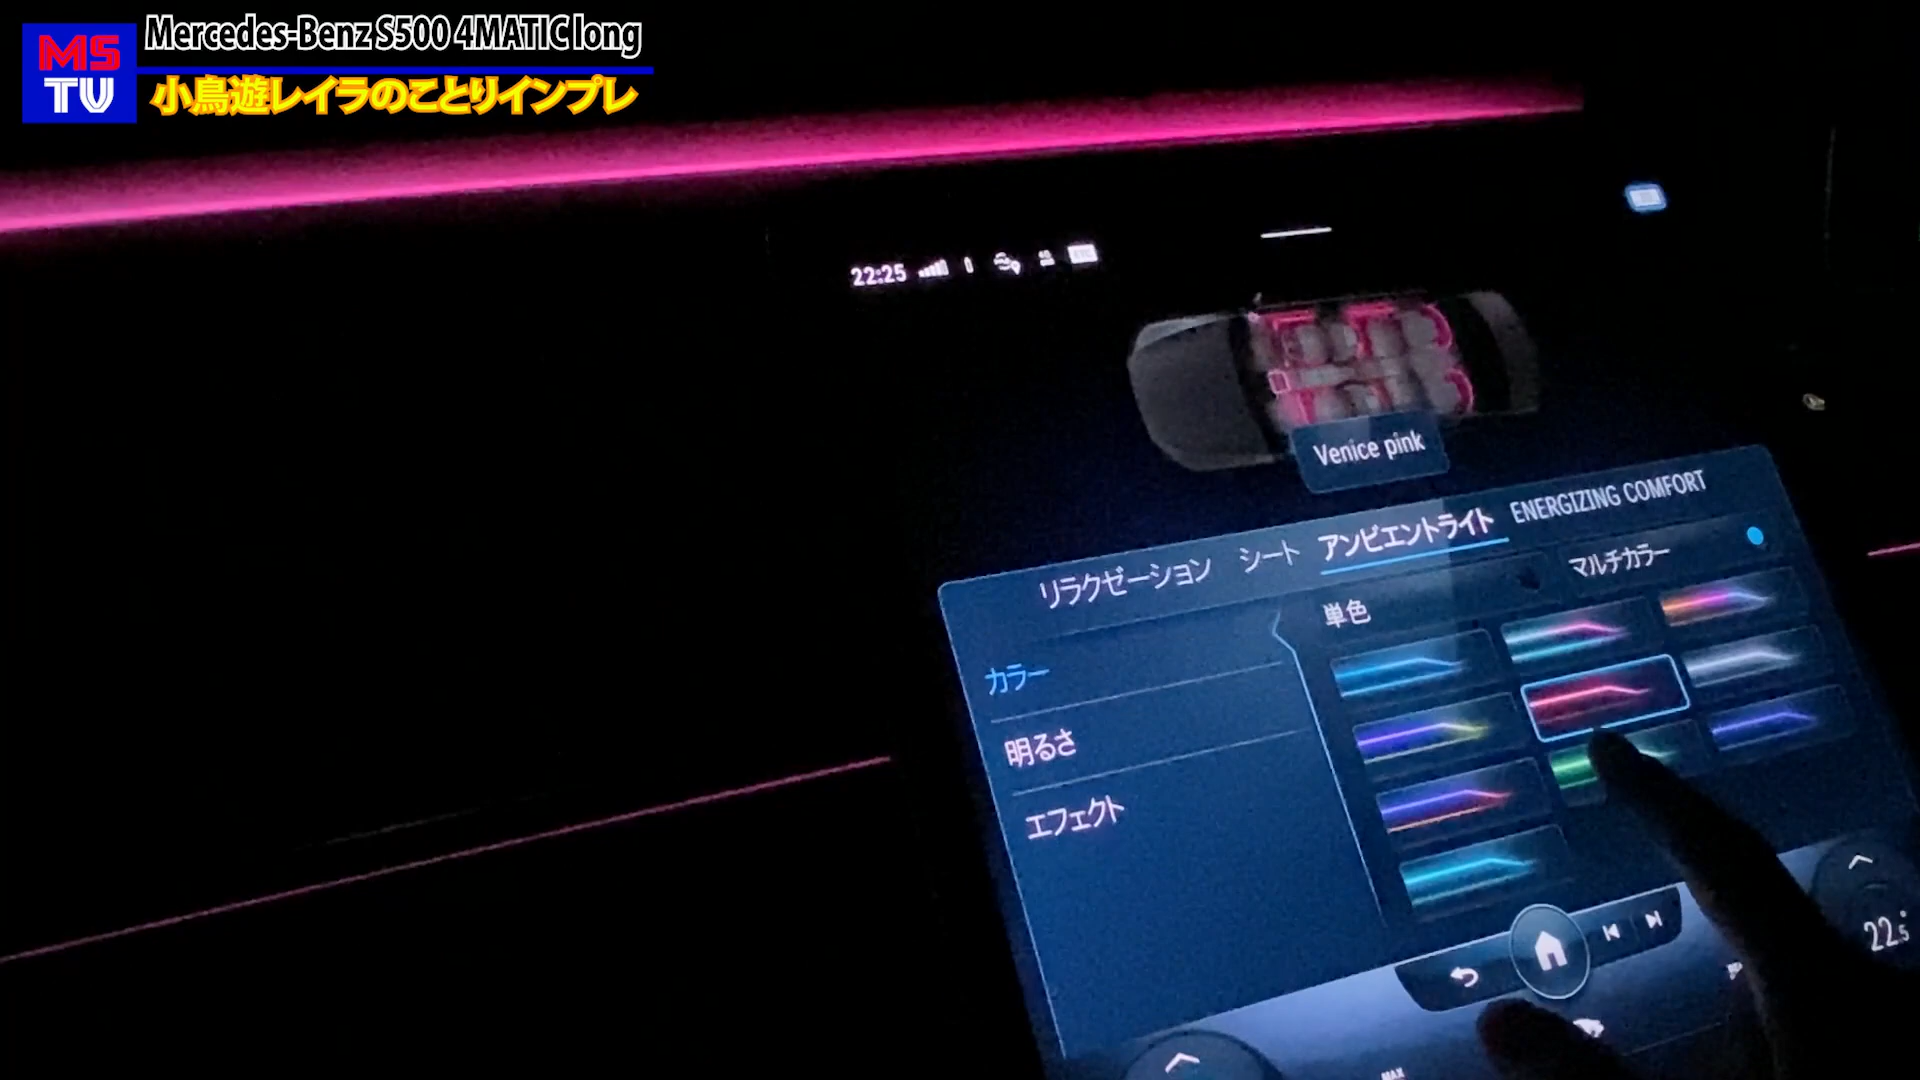 MS
TV
Mercedes-Benz S500 4MATIC long
小鳥遊レイラのことりインプレ
22:25
Venice pink
リラクゼーション シート アンビエントライト ENERGIZING COMFORT
単色 マルチカラー
カラー
明るさ
エフェクト
22.5
MAX